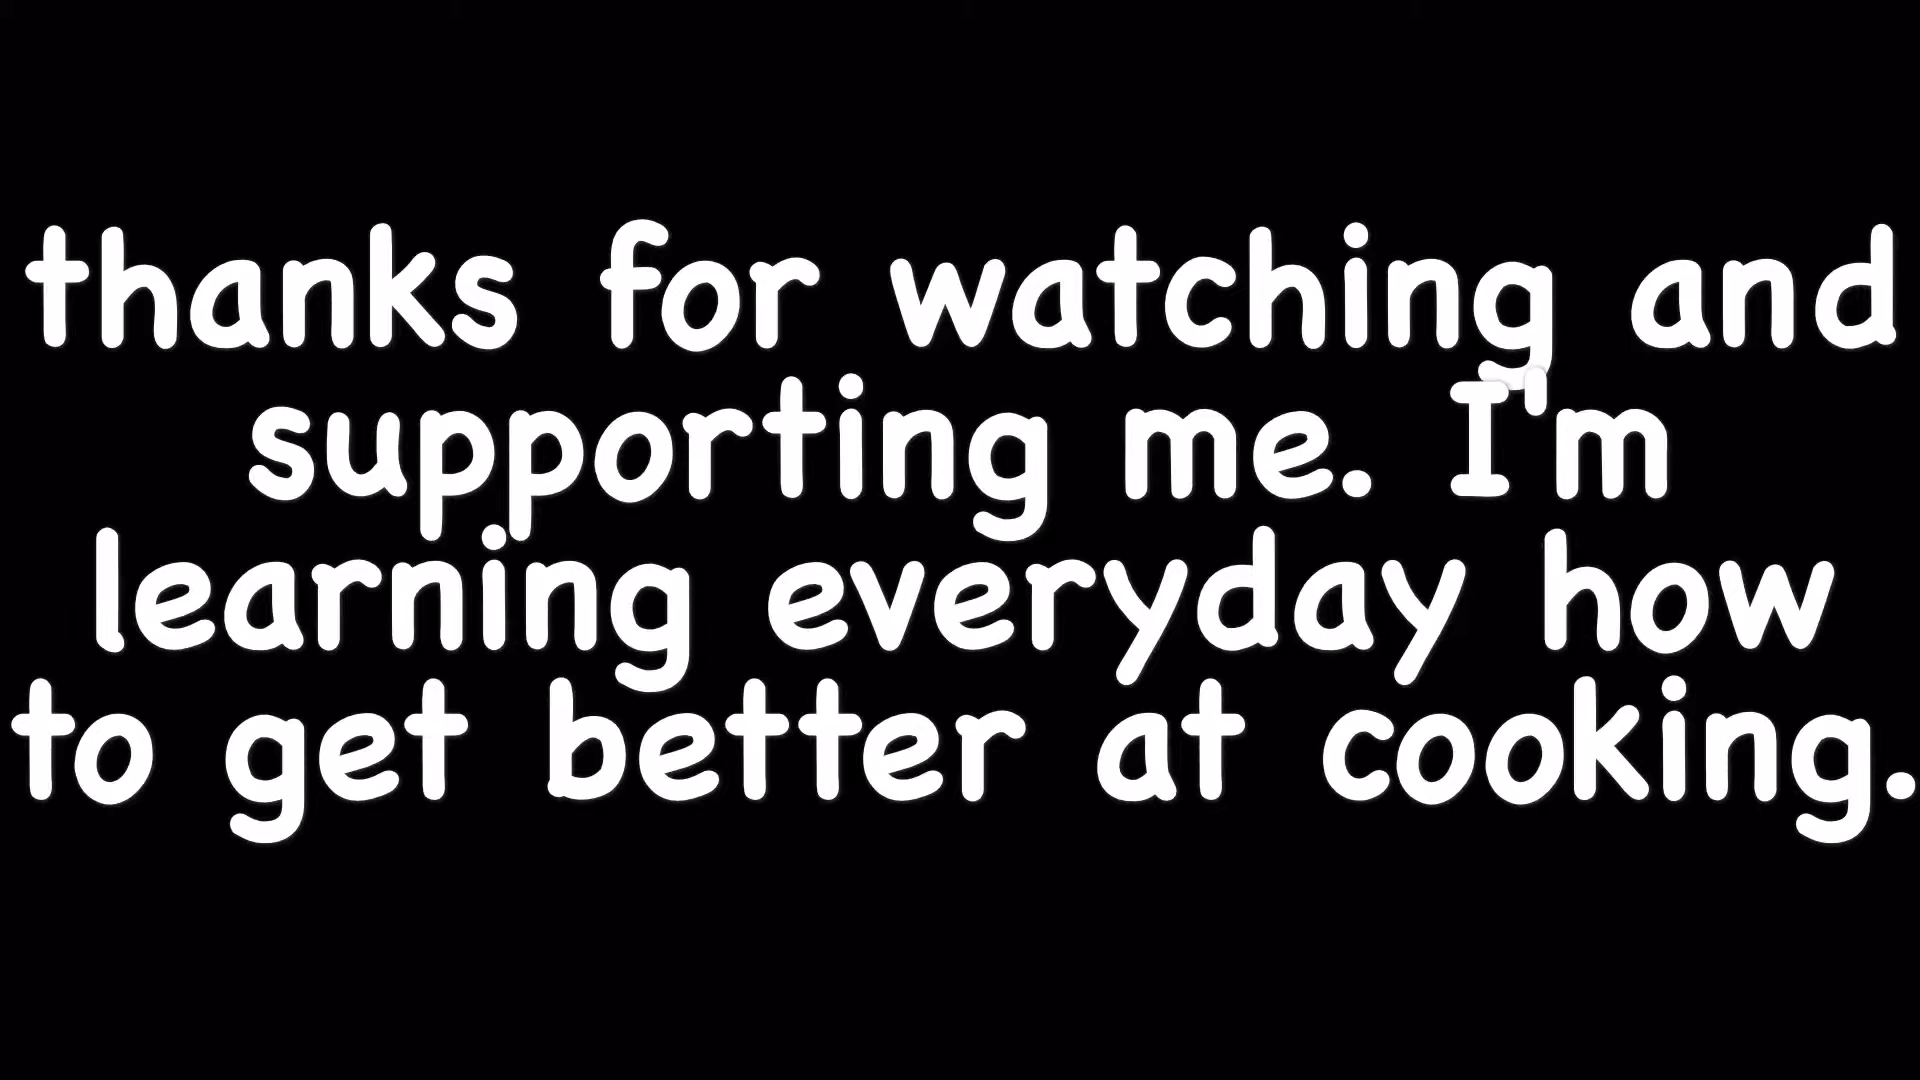 thanks for watching and
supporting me. I'm
learning everyday how
to get better at cooking.